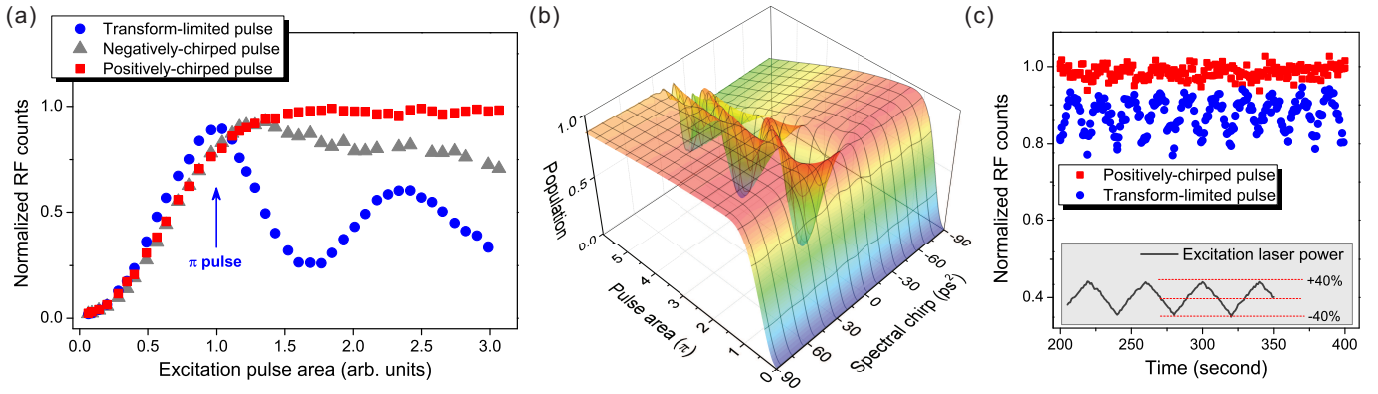 (a)
Transform-limited pulse
Negatively-chirped pulse
Positively-chirped pulse
Normalized RF counts
1.0
0.5
0.0
π pulse
0.0 0.5 1.0 1.5 2.0 2.5 3.0
Excitation pulse area (arb. units)
(b)
Population
1.0
0.5
0.0
5 4 3 2 1 0
Pulse area (π)
-90
-60
-30
0
30
60
90
Spectral chirp (ps²)
(c)
Normalized RF counts
1.0
0.8
0.6
0.4
Positively-chirped pulse
Transform-limited pulse
Excitation laser power
+40%
-40%
200 250 300 350 400
Time (second)